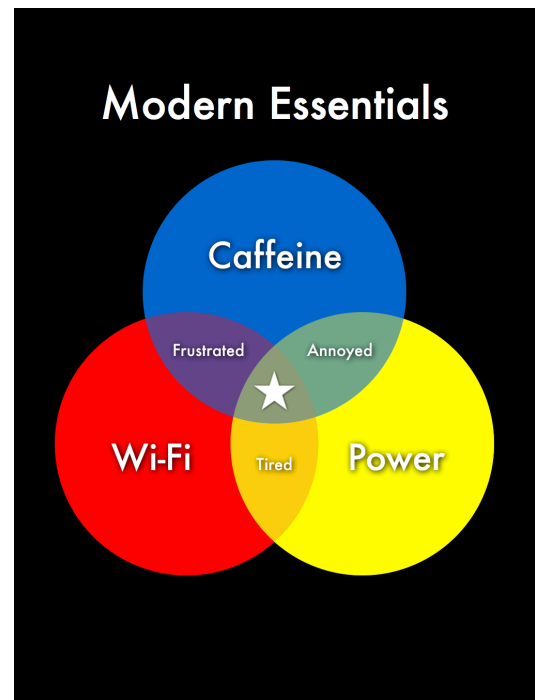 Modern Essentials
Caffeine
Frustrated
Annoyed
Wi-Fi
Tired
Power